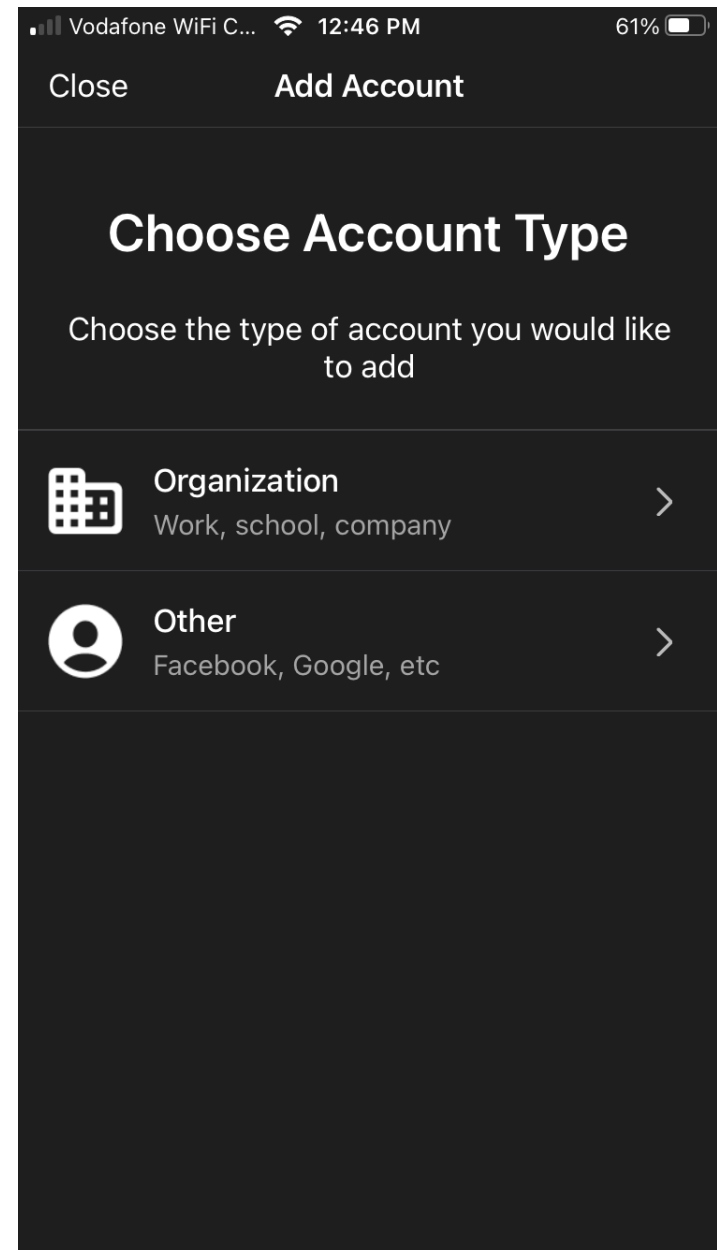 Vodafone WiFi C... 12:46 PM 61%
Close Add Account
Choose Account Type
Choose the type of account you would like
to add
Organization
Work, school, company
Other
Facebook, Google, etc